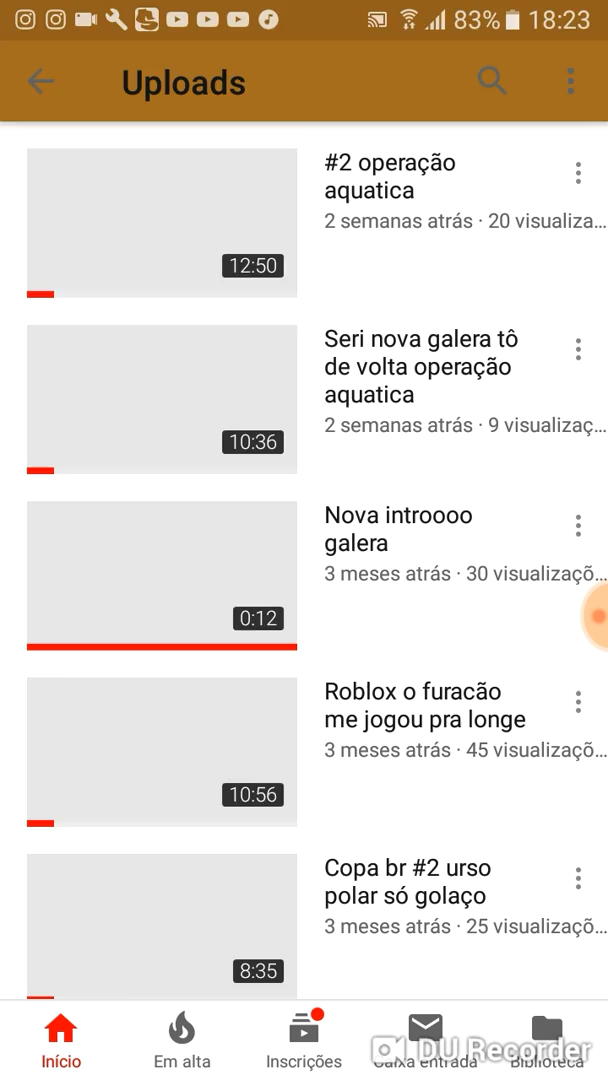 83% 18:23
Uploads
#2 operação
aquatica
2 semanas atrás · 20 visualiza...
12:50
Seri nova galera tô
de volta operação
aquatica
2 semanas atrás · 9 visualizaç...
10:36
Nova introooo
galera
3 meses atrás · 30 visualizaçõ...
0:12
Roblox o furacão
me jogou pra longe
3 meses atrás · 45 visualizaçõ...
10:56
Copa br #2 urso
polar só golaço
3 meses atrás · 25 visualizaçõ...
8:35
DU Recorder
Início Em alta Inscrições Caixa entrada Biblioteca